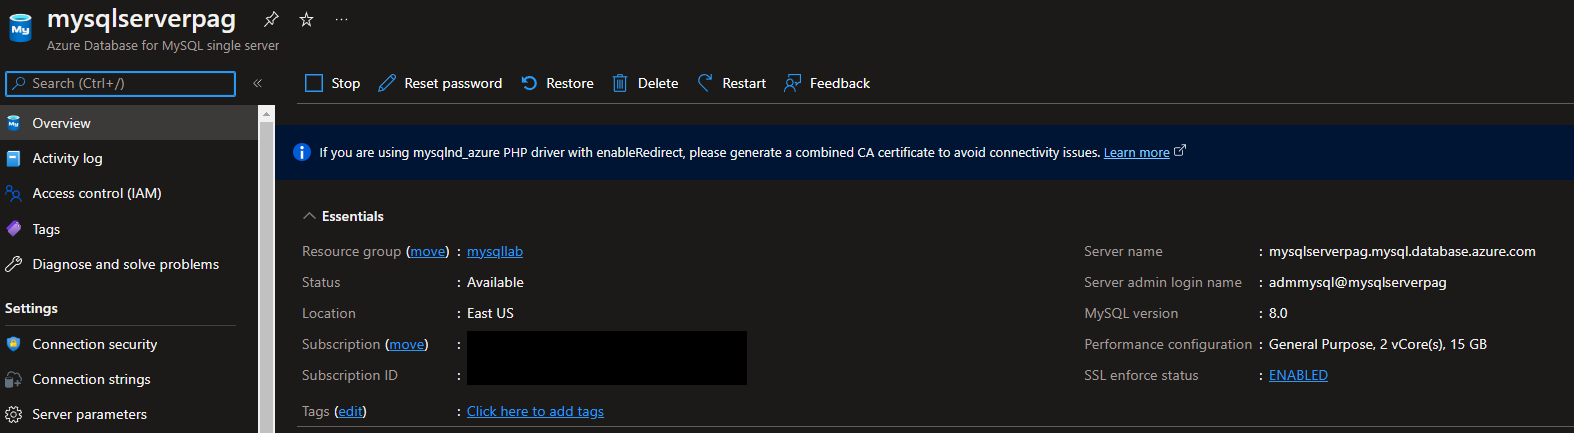 mysqlserverpag
Azure Database for MySQL single server
Search (Ctrl+/)
«
Stop
Reset password
Restore
Delete
Restart
Feedback
Overview
Activity log
Access control (IAM)
Tags
Diagnose and solve problems
Settings
Connection security
Connection strings
Server parameters
If you are using mysqlnd_azure PHP driver with enableRedirect, please generate a combined CA certificate to avoid connectivity issues. Learn more
Essentials
Resource group (move) : mysqllab
Status : Available
Location : East US
Subscription (move) :
Subscription ID :
Tags (edit) : Click here to add tags
Server name : mysqlserverpag.mysql.database.azure.com
Server admin login name : admmysql@mysqlserverpag
MySQL version : 8.0
Performance configuration : General Purpose, 2 vCore(s), 15 GB
SSL enforce status : ENABLED